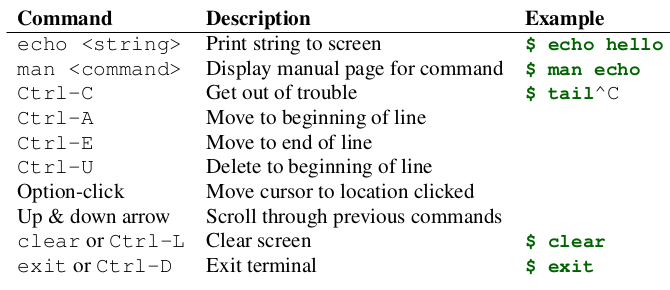 Command Description Example
echo <string> Print string to screen $ echo hello
man <command> Display manual page for command $ man echo
Ctrl-C Get out of trouble $ tail^C
Ctrl-A Move to beginning of line
Ctrl-E Move to end of line
Ctrl-U Delete to beginning of line
Option-click Move cursor to location clicked
Up & down arrow Scroll through previous commands
clear or Ctrl-L Clear screen $ clear
exit or Ctrl-D Exit terminal $ exit